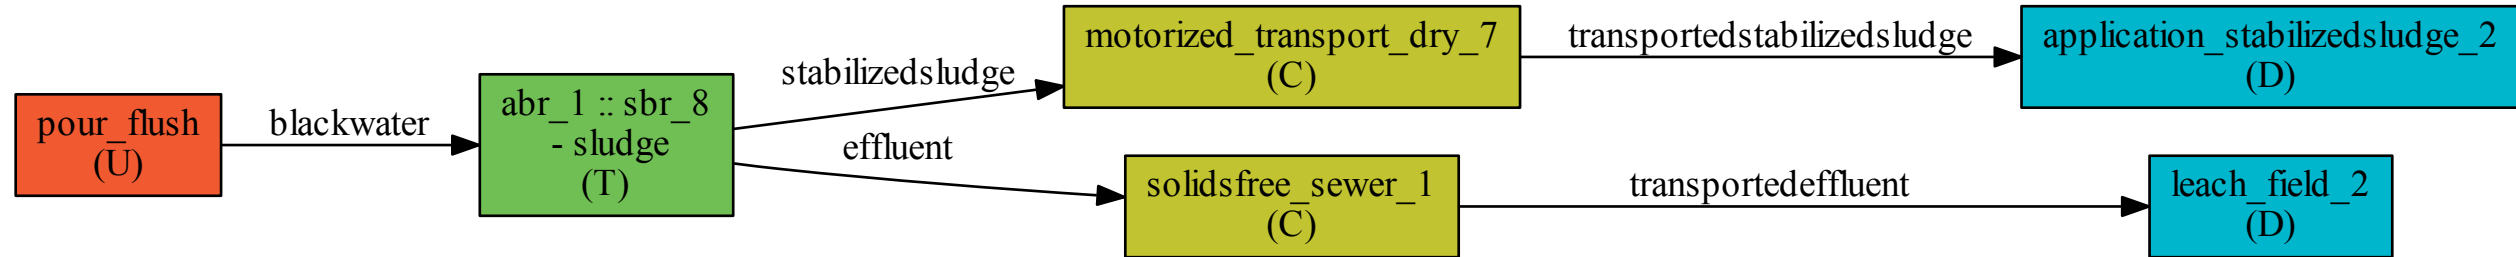 pour_flush
(U)
blackwater
abr_1 :: sbr_8
- sludge
(T)
stabilizedsludge
effluent
motorized_transport_dry_7
(C)
solidsfree_sewer_1
(C)
transportedstabilizedsludge
transportedeffluent
application_stabilizedsludge_2
(D)
leach_field_2
(D)